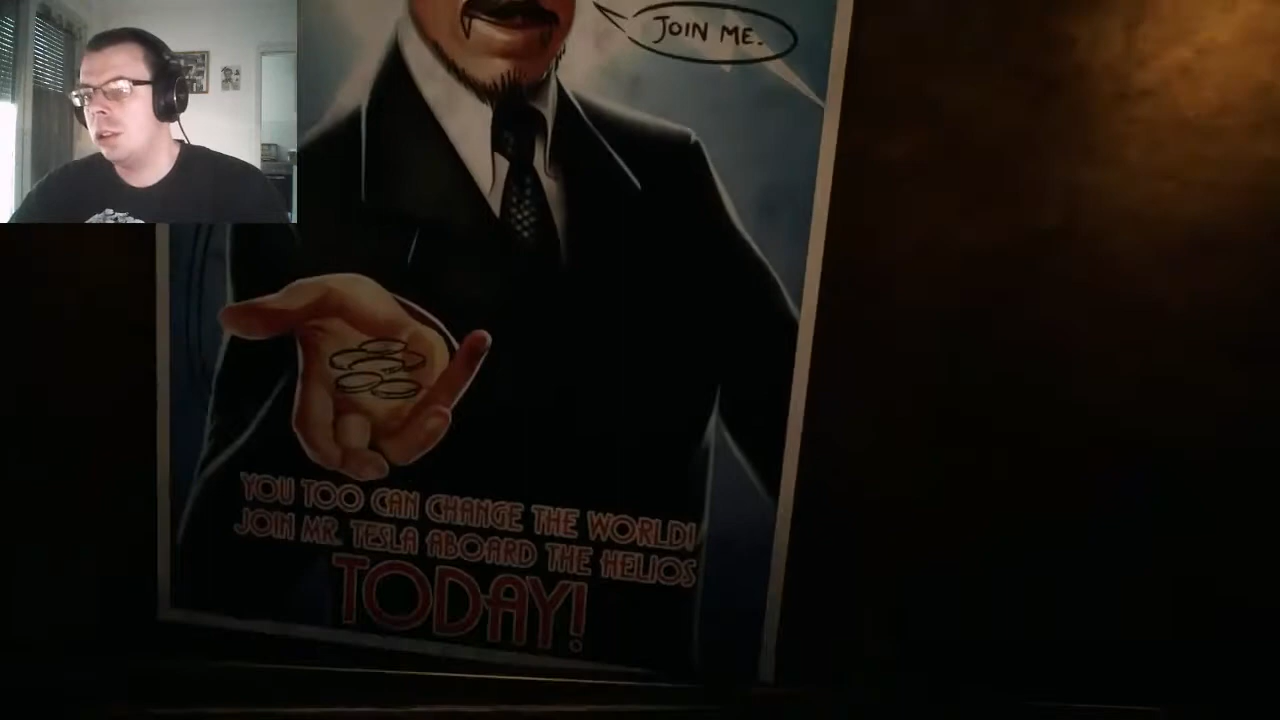 JOIN ME.
YOU TOO CAN CHANGE THE WORLD!
JOIN MR. TESLA ABOARD THE HELIOS
TODAY!